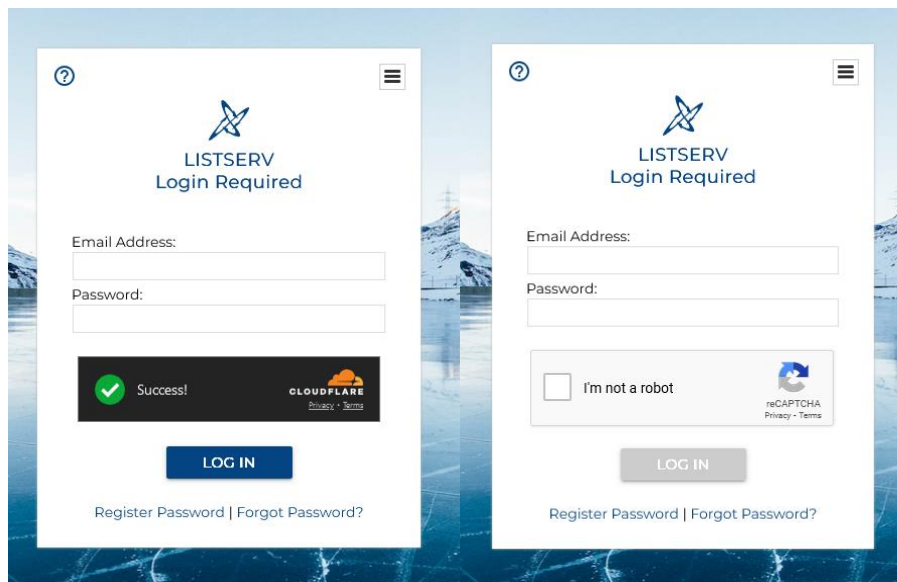 LISTSERV
Login Required
Email Address:
Password:
Success!
CLOUDFLARE
Privacy • Terms
LOG IN
Register Password | Forgot Password?
LISTSERV
Login Required
Email Address:
Password:
I'm not a robot
reCAPTCHA
Privacy - Terms
LOG IN
Register Password | Forgot Password?